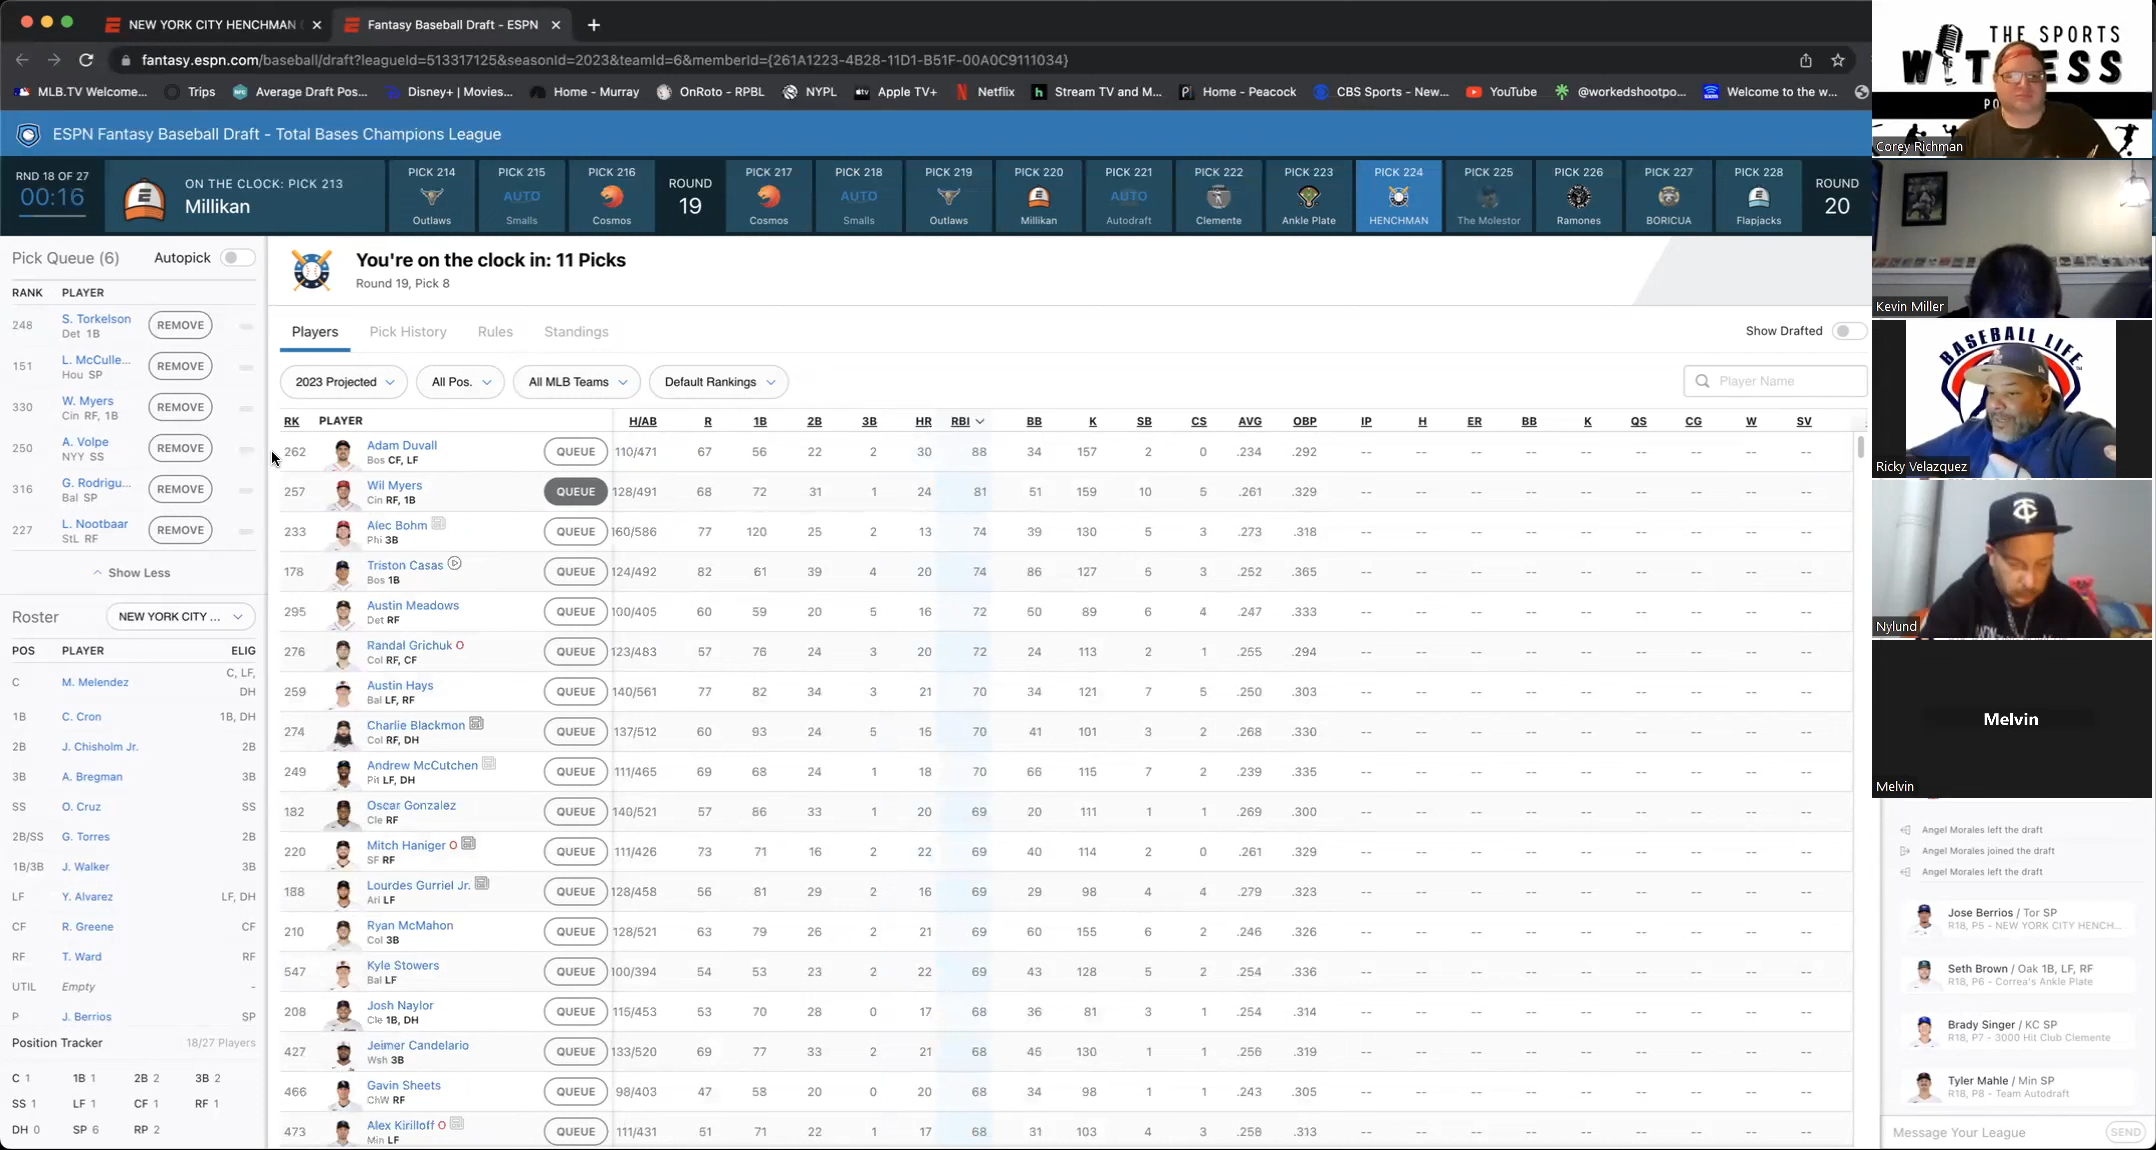 NEW YORK CITY HENCHMAN
Fantasy Baseball Draft - ESPN
fantasy.espn.com/baseball/draft?leagueId=513317125&seasonId=2023&teamId=6&memberId={261A1223-4B28-11D1-B51F-00A0C9111034}
MLB.TV Welcome... Trips Average Draft Pos... Disney+ | Movies... Home - Murray OnRoto - RPBL NYPL Apple TV+ Netflix Stream TV and M... Home - Peacock CBS Sports - New... YouTube @workedshootpo... Welcome to the w...
ESPN Fantasy Baseball Draft - Total Bases Champions League
RND 18 OF 27
00:16
ON THE CLOCK: PICK 213
Millikan
PICK 214 Outlaws
PICK 215 AUTO Smalls
PICK 216 Cosmos
ROUND 19
PICK 217 Cosmos
PICK 218 AUTO Smalls
PICK 219 Outlaws
PICK 220 Millikan
PICK 221 AUTO Autodraft
PICK 222 Clemente
PICK 223 Ankle Plate
PICK 224 HENCHMAN
PICK 225 The Molestor
PICK 226 Ramones
PICK 227 BORICUA
PICK 228 Flapjacks
ROUND 20
Pick Queue (6) Autopick
RANK PLAYER
248 S. Torkelson Det 1B REMOVE
151 L. McCulle... Hou SP REMOVE
330 W. Myers Cin RF, 1B REMOVE
250 A. Volpe NYY SS REMOVE
316 G. Rodrigu... Bal SP REMOVE
227 L. Nootbaar StL RF REMOVE
Show Less
Roster NEW YORK CITY ...
POS PLAYER ELIG
C M. Melendez C, LF, DH
1B C. Cron 1B, DH
2B J. Chisholm Jr. 2B
3B A. Bregman 3B
SS O. Cruz SS
2B/SS G. Torres 2B
1B/3B J. Walker 3B
LF Y. Alvarez LF, DH
CF R. Greene CF
RF T. Ward RF
UTIL Empty -
P J. Berrios SP
Position Tracker 18/27 Players
C 1 1B 1 2B 2 3B 2
SS 1 LF 1 CF 1 RF 1
DH 0 SP 6 RP 2
You're on the clock in: 11 Picks
Round 19, Pick 8
Players Pick History Rules Standings
Show Drafted
2023 Projected All Pos. All MLB Teams Default Rankings
Player Name
RK PLAYER H/AB R 1B 2B 3B HR RBI BB K SB CS AVG OBP IP H ER BB K QS CG W SV
262 Adam Duvall Bos CF, LF QUEUE 110/471 67 56 22 2 30 88 34 157 2 0 .234 .292 -- -- -- -- -- -- -- -- --
257 Wil Myers Cin RF, 1B QUEUE 128/491 68 72 31 1 24 81 51 159 10 5 .261 .329 -- -- -- -- -- -- -- -- --
233 Alec Bohm Phi 3B QUEUE 160/586 77 120 25 2 13 74 39 130 5 3 .273 .318 -- -- -- -- -- -- -- -- --
178 Triston Casas Bos 1B QUEUE 124/492 82 61 39 4 20 74 86 127 5 3 .252 .365 -- -- -- -- -- -- -- -- --
295 Austin Meadows Det RF QUEUE 100/405 60 59 20 5 16 72 50 89 6 4 .247 .333 -- -- -- -- -- -- -- -- --
276 Randal Grichuk O Col RF, CF QUEUE 123/483 57 76 24 3 20 72 24 113 2 1 .255 .294 -- -- -- -- -- -- -- -- --
259 Austin Hays Bal LF, RF QUEUE 140/561 77 82 34 3 21 70 34 121 7 5 .250 .303 -- -- -- -- -- -- -- -- --
274 Charlie Blackmon Col RF, DH QUEUE 137/512 60 93 24 5 15 70 41 101 3 2 .268 .330 -- -- -- -- -- -- -- -- --
249 Andrew McCutchen Pit LF, DH QUEUE 111/465 69 68 24 1 18 70 66 115 7 2 .239 .335 -- -- -- -- -- -- -- -- --
182 Oscar Gonzalez Cle RF QUEUE 140/521 57 86 33 1 20 69 20 111 1 1 .269 .300 -- -- -- -- -- -- -- -- --
220 Mitch Haniger O SF RF QUEUE 111/426 73 71 16 2 22 69 40 114 2 0 .261 .329 -- -- -- -- -- -- -- -- --
188 Lourdes Gurriel Jr. Ari LF QUEUE 128/458 56 81 29 2 16 69 29 98 4 4 .279 .323 -- -- -- -- -- -- -- -- --
210 Ryan McMahon Col 3B QUEUE 128/521 63 79 26 2 21 69 60 155 6 2 .246 .326 -- -- -- -- -- -- -- -- --
547 Kyle Stowers Bal LF QUEUE 100/394 54 53 23 2 22 69 43 128 5 2 .254 .336 -- -- -- -- -- -- -- -- --
208 Josh Naylor Cle 1B, DH QUEUE 115/453 53 70 28 0 17 68 36 81 3 1 .254 .314 -- -- -- -- -- -- -- -- --
427 Jeimer Candelario Wsh 3B QUEUE 133/520 69 77 33 2 21 68 45 130 1 1 .256 .319 -- -- -- -- -- -- -- -- --
466 Gavin Sheets ChW RF QUEUE 98/403 47 58 20 0 20 68 34 98 1 1 .243 .305 -- -- -- -- -- -- -- -- --
473 Alex Kirilloff O Min LF QUEUE 111/431 51 71 22 1 17 68 31 103 4 3 .258 .313 -- -- -- -- -- -- -- -- --
THE SPORTS
WITNESS
Corey Richman
Kevin Miller
BASEBALL LIFE
Ricky Velazquez
TC
Nylund
Melvin
Melvin
Angel Morales left the draft
Angel Morales joined the draft
Angel Morales left the draft
Jose Berrios / Tor SP
R18, P5 - NEW YORK CITY HENCH...
Seth Brown / Oak 1B, LF, RF
R18, P6 - Correa's Ankle Plate
Brady Singer / KC SP
R18, P7 - 3000 Hit Club Clemente
Tyler Mahle / Min SP
R18, P8 - Team Autodraft
Message Your League SEND